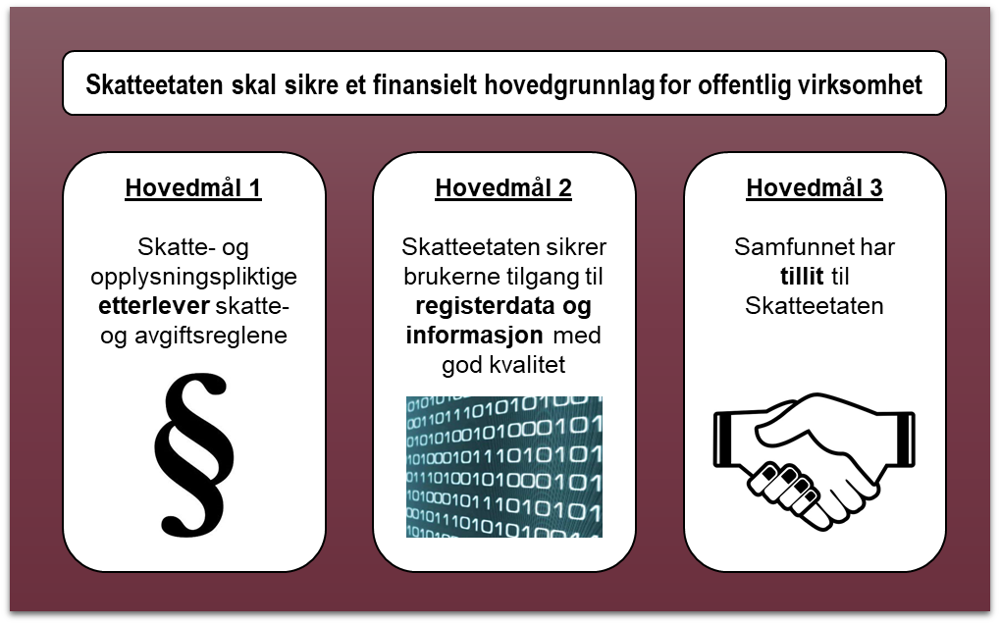 Skatteetaten skal sikre et finansielt hovedgrunnlag for offentlig virksomhet
Hovedmål 1
Skatte- og
opplysningspliktige
etterlever skatte-
og avgiftsreglene
§
Hovedmål 2
Skatteetaten sikrer
brukerne tilgang til
registerdata og
informasjon med
god kvalitet
Hovedmål 3
Samfunnet har
tillit til
Skatteetaten